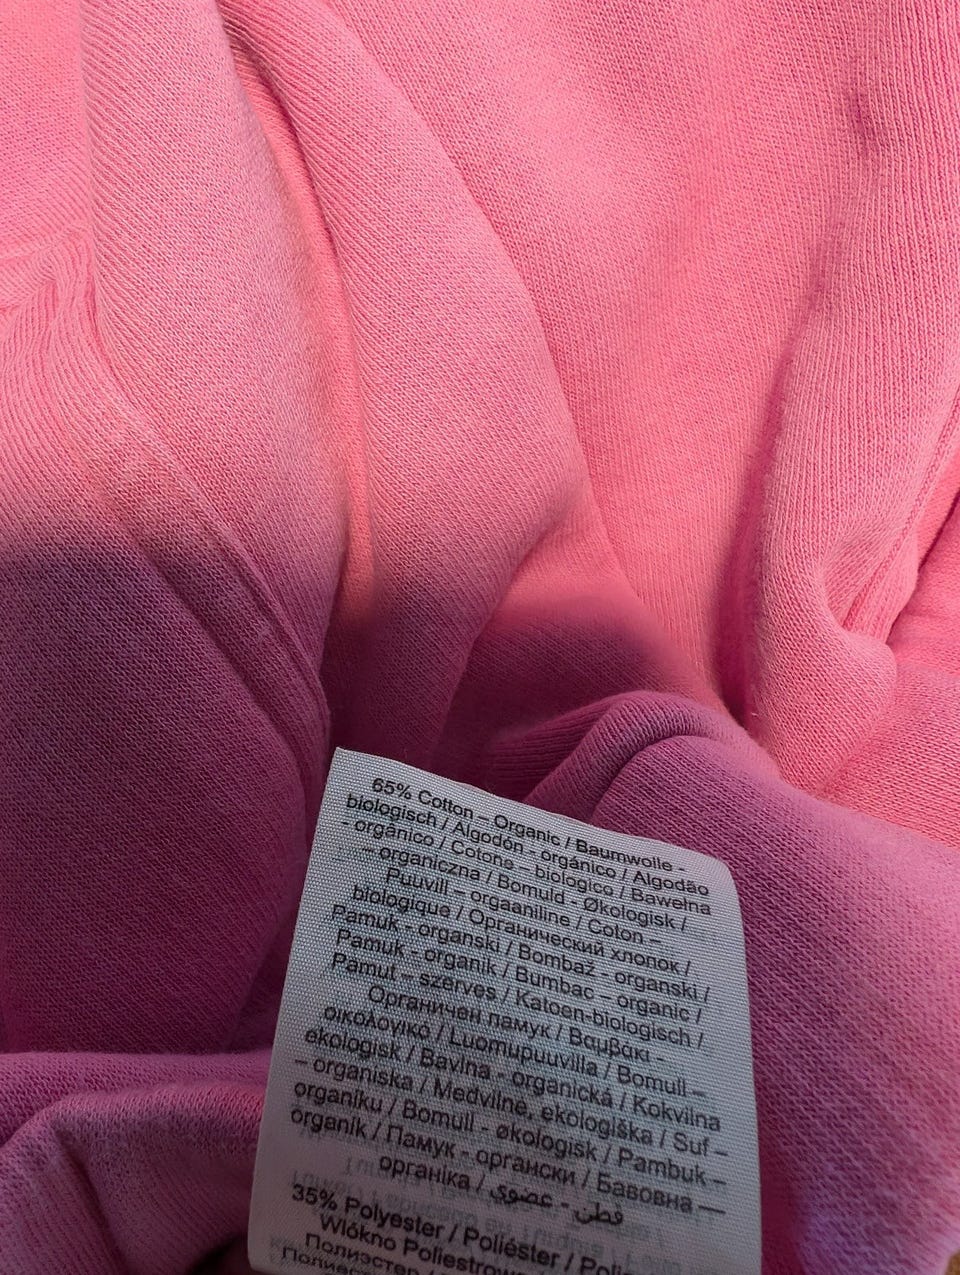 65% Cotton – Organic / Baumwolle -
biologisch / Algodón - orgánico / Algodão
- orgânico / Cotone – biologico / Bawełna
– organiczna / Bomuld - Økologisk /
Puuvill – orgaaniline / Coton –
biologique / Органический хлопок /
Pamuk - organski / Bombaž - organski /
Pamuk - organik / Bumbac – organic /
Pamut – szerves / Katoen-biologisch /
Органичен памук / Βαμβάκι -
οικολογικό / Luomupuuvilla / Bomull –
ekologisk / Bavlna - organická / Kokvilna
– organiska / Medvilnė, ekologiška / Suf –
organiku / Bomull - økologisk / Pambuk –
organik / Памук - органски / Бавовна —
органіка / قطن - عضوي
35% Polyester / Poliéster / Poli
Włókno Poliestrow
Полиэстер /